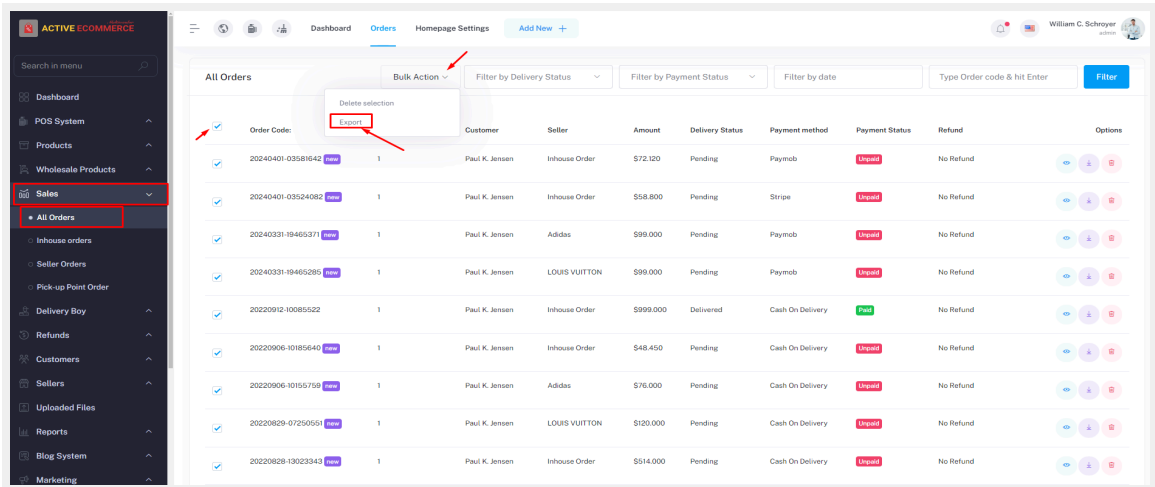 ACTIVE ECOMMERCE
Dashboard Orders Homepage Settings Add New +
William C. Schroyer
admin
Search in menu
Dashboard
POS System
Products
Wholesale Products
Sales
All Orders
Inhouse orders
Seller Orders
Pick-up Point Order
Delivery Boy
Refunds
Customers
Sellers
Uploaded Files
Reports
Blog System
Marketing
All Orders Bulk Action Filter by Delivery Status Filter by Payment Status Filter by date Type Order code & hit Enter Filter
Delete selection
Export
Order Code: Customer Seller Amount Delivery Status Payment method Payment Status Refund Options
20240401-03581642 new 1 Paul K. Jensen Inhouse Order $72.120 Pending Paymob Unpaid No Refund
20240401-03524082 new 1 Paul K. Jensen Inhouse Order $58.800 Pending Stripe Unpaid No Refund
20240331-19465371 new 1 Paul K. Jensen Adidas $99.000 Pending Paymob Unpaid No Refund
20240331-19465285 new 1 Paul K. Jensen LOUIS VUITTON $99.000 Pending Paymob Unpaid No Refund
20220912-10085522 1 Paul K. Jensen Inhouse Order $999.000 Delivered Cash On Delivery Paid No Refund
20220906-10185640 new 1 Paul K. Jensen Inhouse Order $48.450 Pending Cash On Delivery Unpaid No Refund
20220906-10155759 new 1 Paul K. Jensen Adidas $76.000 Pending Cash On Delivery Unpaid No Refund
20220829-07250551 new 1 Paul K. Jensen LOUIS VUITTON $120.000 Pending Cash On Delivery Unpaid No Refund
20220828-13023343 new 1 Paul K. Jensen Inhouse Order $514.000 Pending Cash On Delivery Unpaid No Refund